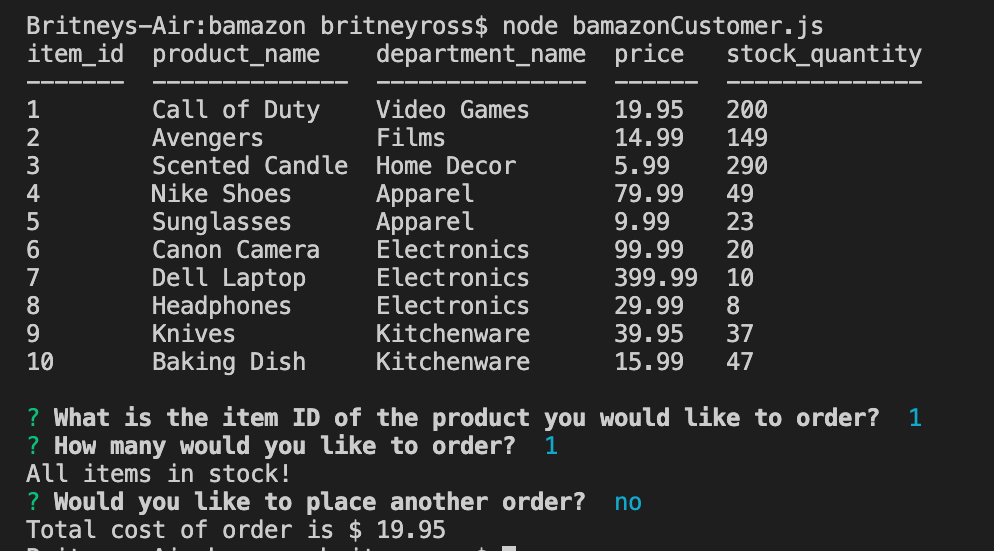 Britneys-Air:bamazon britneyross$ node bamazonCustomer.js
item_id  product_name    department_name  price   stock_quantity
-------  --------------  ---------------  ------  --------------
1        Call of Duty    Video Games      19.95   200
2        Avengers        Films            14.99   149
3        Scented Candle  Home Decor       5.99    290
4        Nike Shoes      Apparel          79.99   49
5        Sunglasses      Apparel          9.99    23
6        Canon Camera    Electronics      99.99   20
7        Dell Laptop     Electronics      399.99  10
8        Headphones      Electronics      29.99   8
9        Knives          Kitchenware      39.95   37
10       Baking Dish     Kitchenware      15.99   47
? What is the item ID of the product you would like to order?  1
? How many would you like to order?  1
All items in stock!
? Would you like to place another order?  no
Total cost of order is $ 19.95